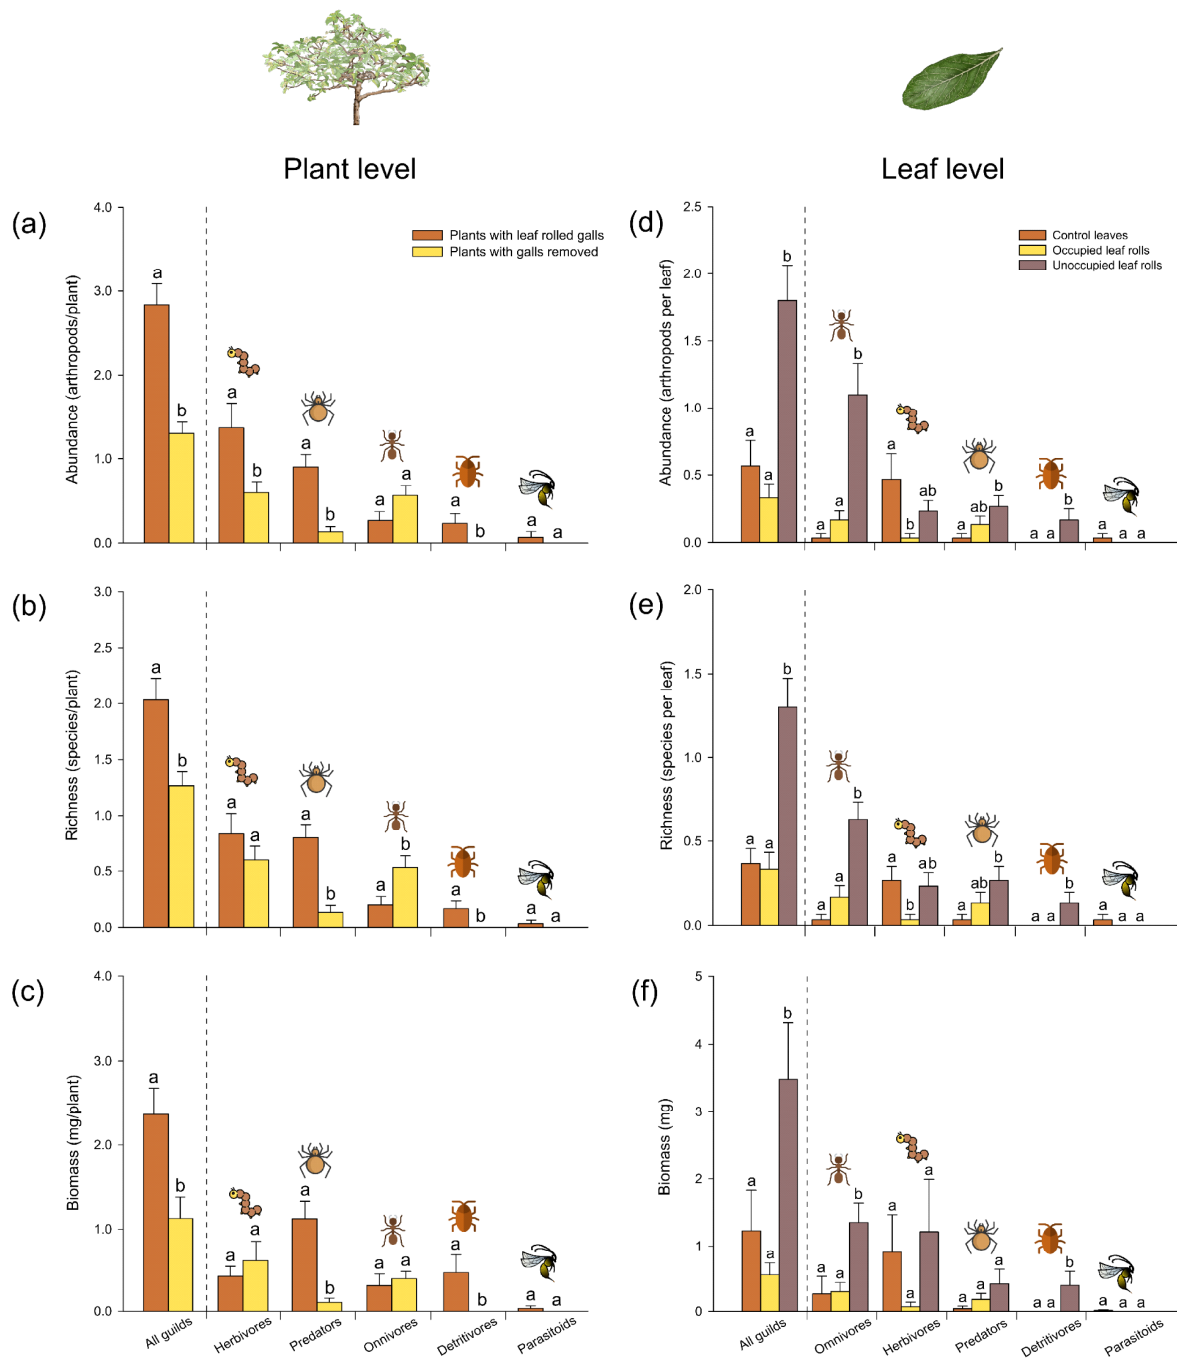 Plant level
Leaf level
(a)
Abundance (arthropods/plant)
4.0
3.0
2.0
1.0
0.0
Plants with leaf rolled galls
Plants with galls removed
a
b
a
b
a
b
a
a
a
b
a
a
(d)
Abundance (arthropods per leaf)
2.5
2.0
1.5
1.0
0.5
0.0
Control leaves
Occupied leaf rolls
Unoccupied leaf rolls
a
a
b
a
a
b
a
b
ab
a
ab
b
a
a
b
a
a
a
(b)
Richness (species/plant)
3.0
2.5
2.0
1.5
1.0
0.5
0.0
a
b
a
a
a
b
a
b
a
b
a
a
(e)
Richness (species per leaf)
2.0
1.5
1.0
0.5
0.0
a
a
b
a
a
b
a
b
ab
a
ab
b
a
a
b
a
a
a
(c)
Biomass (mg/plant)
4.0
3.0
2.0
1.0
0.0
a
b
a
a
a
b
a
a
a
b
a
a
All guilds
Herbivores
Predators
Omnivores
Detritivores
Parasitoids
(f)
Biomass (mg)
5
4
3
2
1
0
a
a
b
a
a
b
a
a
a
a
a
a
a
a
b
a
a
a
All guilds
Omnivores
Herbivores
Predators
Detritivores
Parasitoids